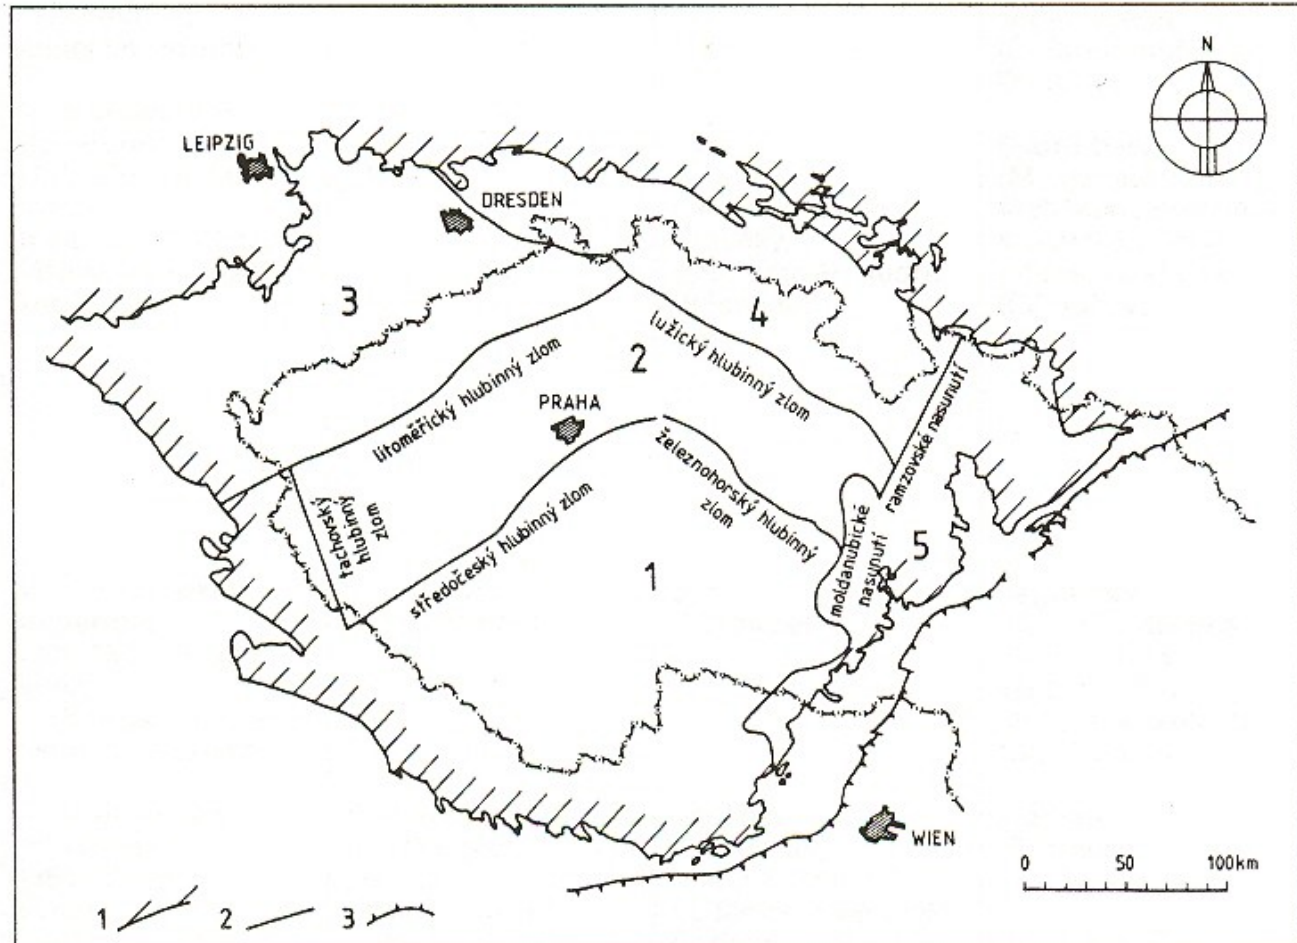 N
LEIPZIG
DRESDEN
3
4
lužický hlubinný zlom
2
litoměřický hlubinný zlom
PRAHA
ramzovské nasunutí
železnohorský hlubinný
zlom
tachovský
hlubinný
zlom
středočeský hlubinný zlom
moldanubické
nasunutí
5
1
WIEN
0 50 100km
1 2 3